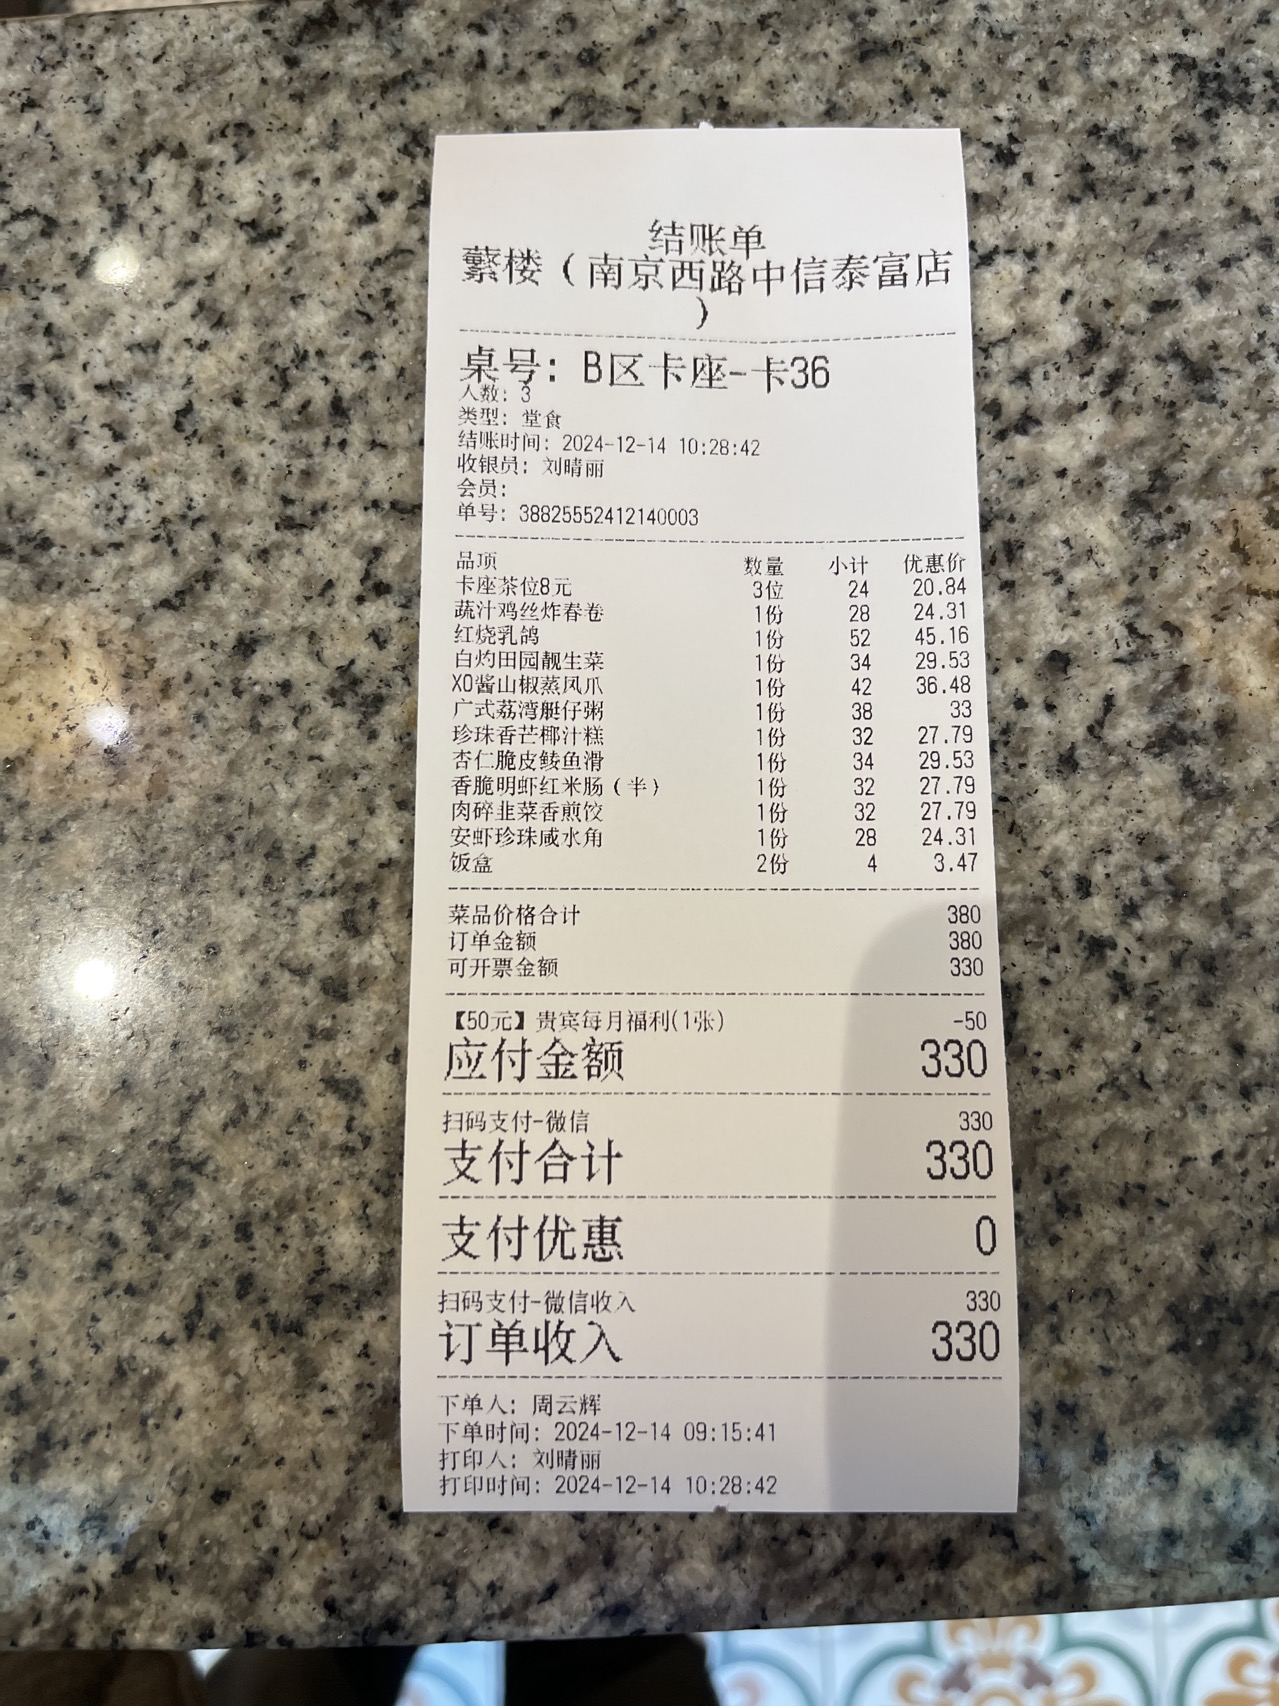 结账单
蘩楼（南京西路中信泰富店
）
桌号: B区卡座-卡36
人数: 3
类型: 堂食
结账时间: 2024-12-14 10:28:42
收银员: 刘晴丽
会员:
单号: 38825552412140003
品项 数量 小计 优惠价
卡座茶位8元 3位 24 20.84
蔬汁鸡丝炸春卷 1份 28 24.31
红烧乳鸽 1份 52 45.16
白灼田园靓生菜 1份 34 29.53
XO酱山椒蒸凤爪 1份 42 36.48
广式荔湾艇仔粥 1份 38 33
珍珠香芒椰汁糕 1份 32 27.79
杏仁脆皮鲮鱼滑 1份 34 29.53
香脆明虾红米肠（半） 1份 32 27.79
肉碎韭菜香煎饺 1份 32 27.79
安虾珍珠咸水角 1份 28 24.31
饭盒 2份 4 3.47
菜品价格合计 380
订单金额 380
可开票金额 330
【50元】贵宾每月福利(1张) -50
应付金额 330
扫码支付-微信 330
支付合计 330
支付优惠 0
扫码支付-微信收入 330
订单收入 330
下单人: 周云辉
下单时间: 2024-12-14 09:15:41
打印人: 刘晴丽
打印时间: 2024-12-14 10:28:42